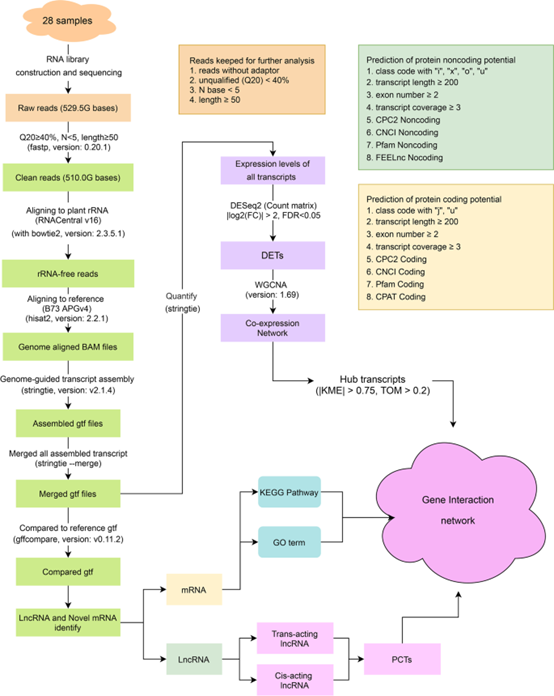 28 samples
RNA library
construction and sequencing
Raw reads (529.5G bases)
Q20≥40%, N<5, length≥50
(fastp, version: 0.20.1)
Clean reads (510.0G bases)
Aligning to plant rRNA
(RNACentral v16)
(with bowtie2, version: 2.3.5.1)
rRNA-free reads
Aligning to reference
(B73 APGv4)
(hisat2, version: 2.2.1)
Genome aligned BAM files
Genome-guided transcript assembly
(stringtie, version: v2.1.4)
Assembled gtf files
Merged all assembled transcript
(stringtie --merge)
Merged gtf files
Compared to reference gtf
(gffcompare, version: v0.11.2)
Compared gtf
LncRNA and Novel mRNA
identify
Quantify
(stringtie)
Reads keeped for further analysis
1. reads without adaptor
2. unqualified (Q20) < 40%
3. N base < 5
4. length ≥ 50
Expression levels of
all transcripts
DESeq2 (Count matrix)
|log2(FC)| > 2, FDR<0.05
DETs
WGCNA
(version: 1.69)
Co-expression
Network
Hub transcripts
(|KME| > 0.75, TOM > 0.2)
Prediction of protein noncoding potential
1. class code with "i", "x", "o", "u"
2. transcript length ≥ 200
3. exon number ≥ 2
4. transcript coverage ≥ 3
5. CPC2 Noncoding
6. CNCI Noncoding
7. Pfam Noncoding
8. FEELnc Nocoding
Prediction of protein coding potential
1. class code with "j", "u"
2. transcript length ≥ 200
3. exon number ≥ 2
4. transcript coverage ≥ 3
5. CPC2 Coding
6. CNCI Coding
7. Pfam Coding
8. CPAT Coding
mRNA
KEGG Pathway
GO term
Gene Interaction
network
LncRNA
Trans-acting
lncRNA
Cis-acting
lncRNA
PCTs